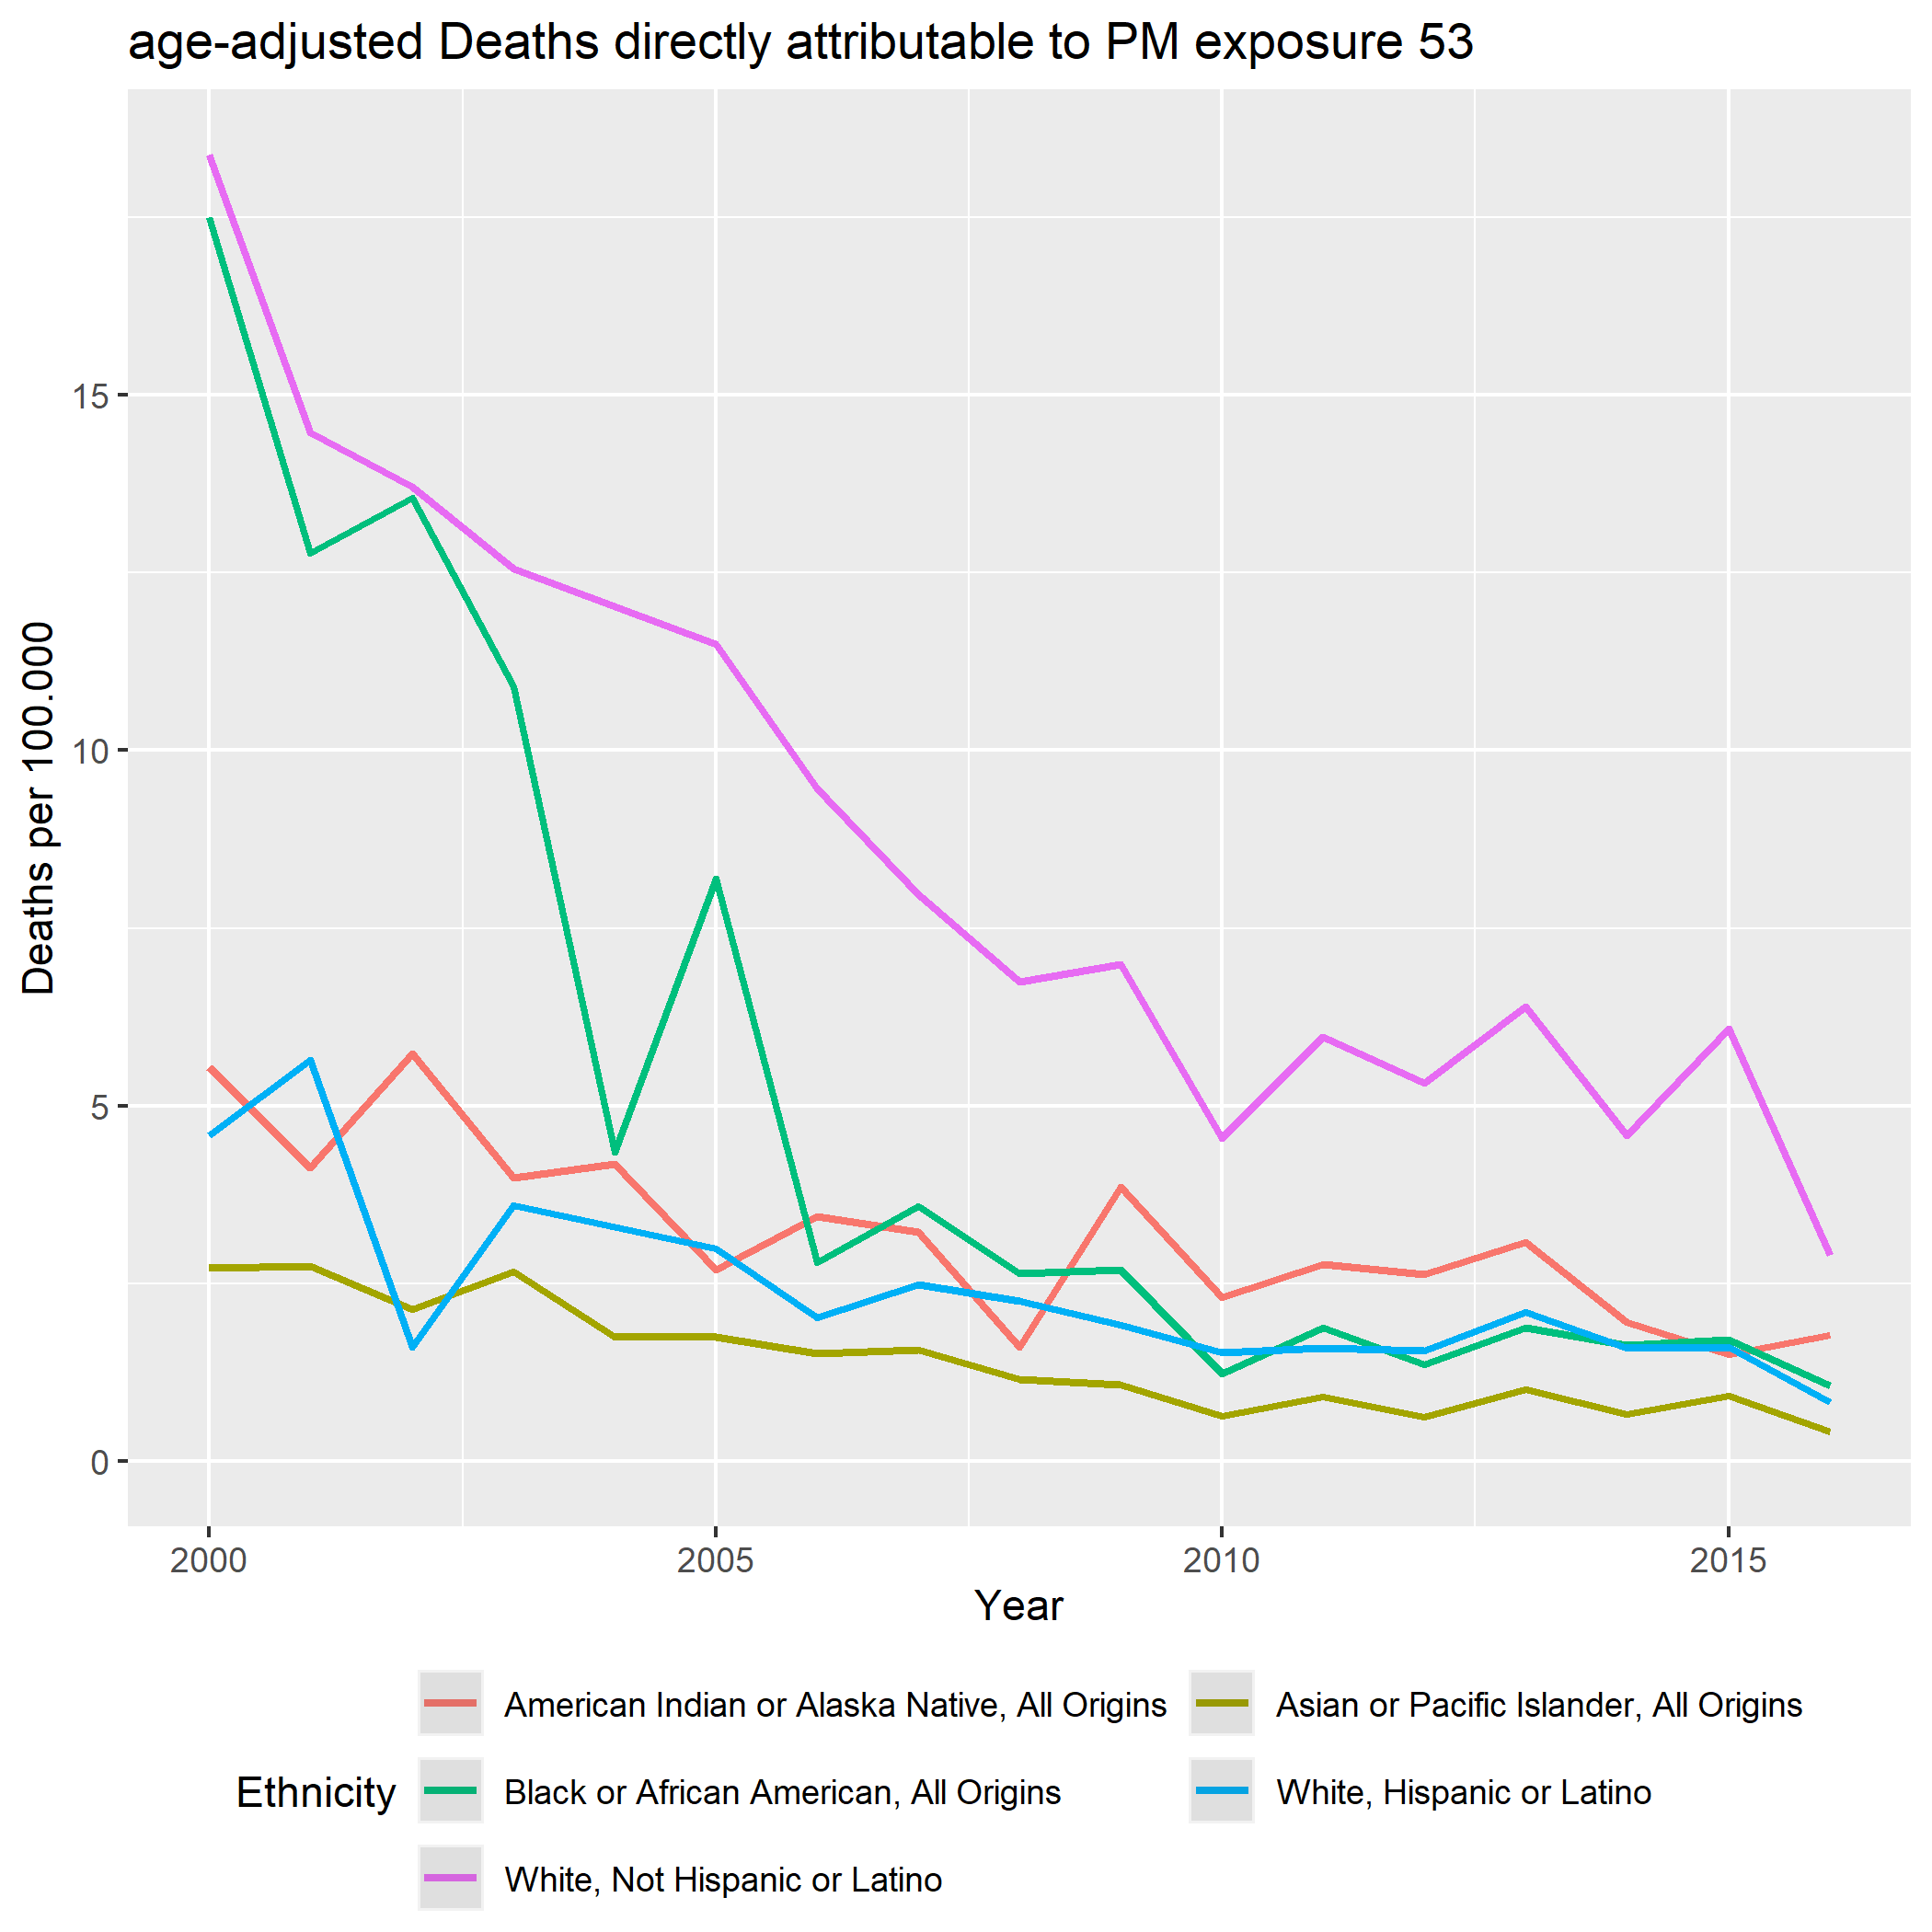 age-adjusted Deaths directly attributable to PM exposure 53
Deaths per 100.000
15
10
5
0
2000 2005 2010 2015
Year
Ethnicity
American Indian or Alaska Native, All Origins
Asian or Pacific Islander, All Origins
Black or African American, All Origins
White, Hispanic or Latino
White, Not Hispanic or Latino